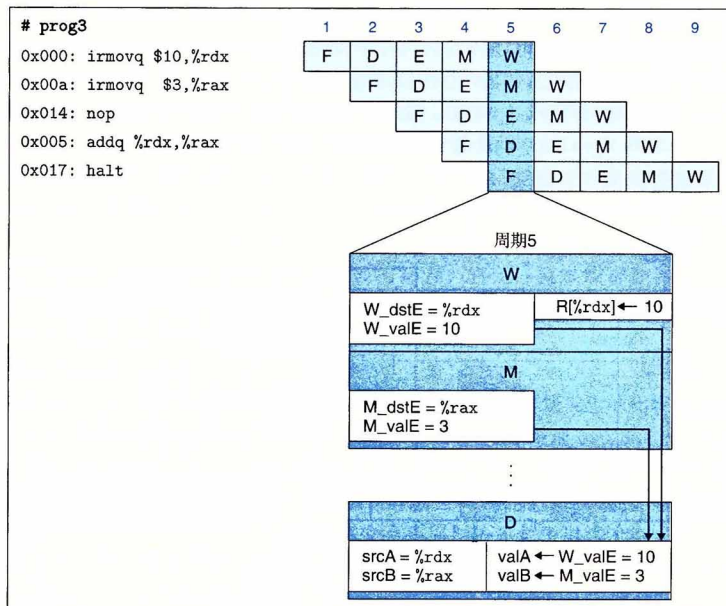 # prog3
1 2 3 4 5 6 7 8 9
0x000: irmovq $10,%rdx F D E M W
0x00a: irmovq $3,%rax F D E M W
0x014: nop F D E M W
0x005: addq %rdx,%rax F D E M W
0x017: halt F D E M W
周期5
W
W_dstE = %rdx
W_valE = 10
R[%rdx] ← 10
M
M_dstE = %rax
M_valE = 3
⋮
D
srcA = %rdx
srcB = %rax
valA ← W_valE = 10
valB ← M_valE = 3